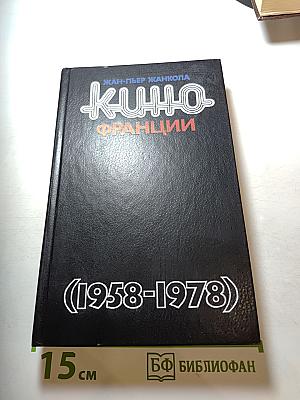 ЖАН-ПЬЕР ЖАНКОЛА
КИНО
ФРАНЦИИ
(1958-1978)
15 см
БФ БИБЛИОФАН